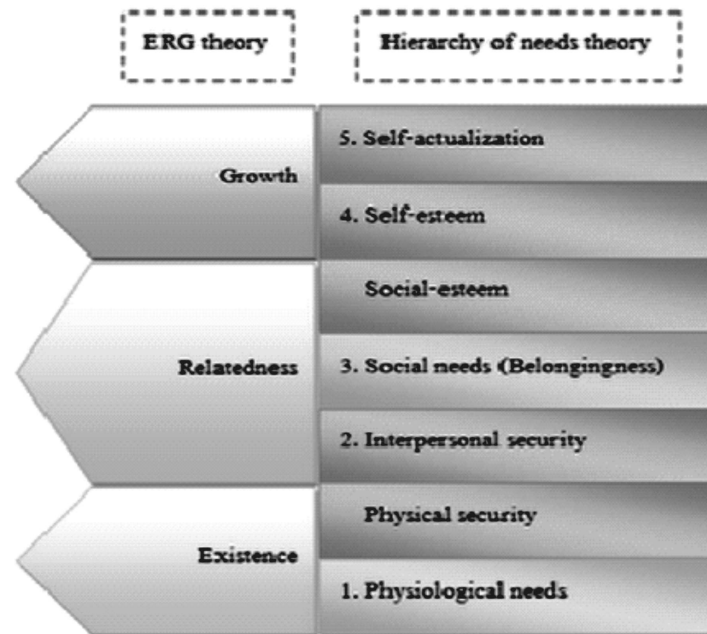 ERG theory
Hierarchy of needs theory
Growth
5. Self-actualization
4. Self-esteem
Relatedness
Social-esteem
3. Social needs (Belongingness)
2. Interpersonal security
Existence
Physical security
1. Physiological needs